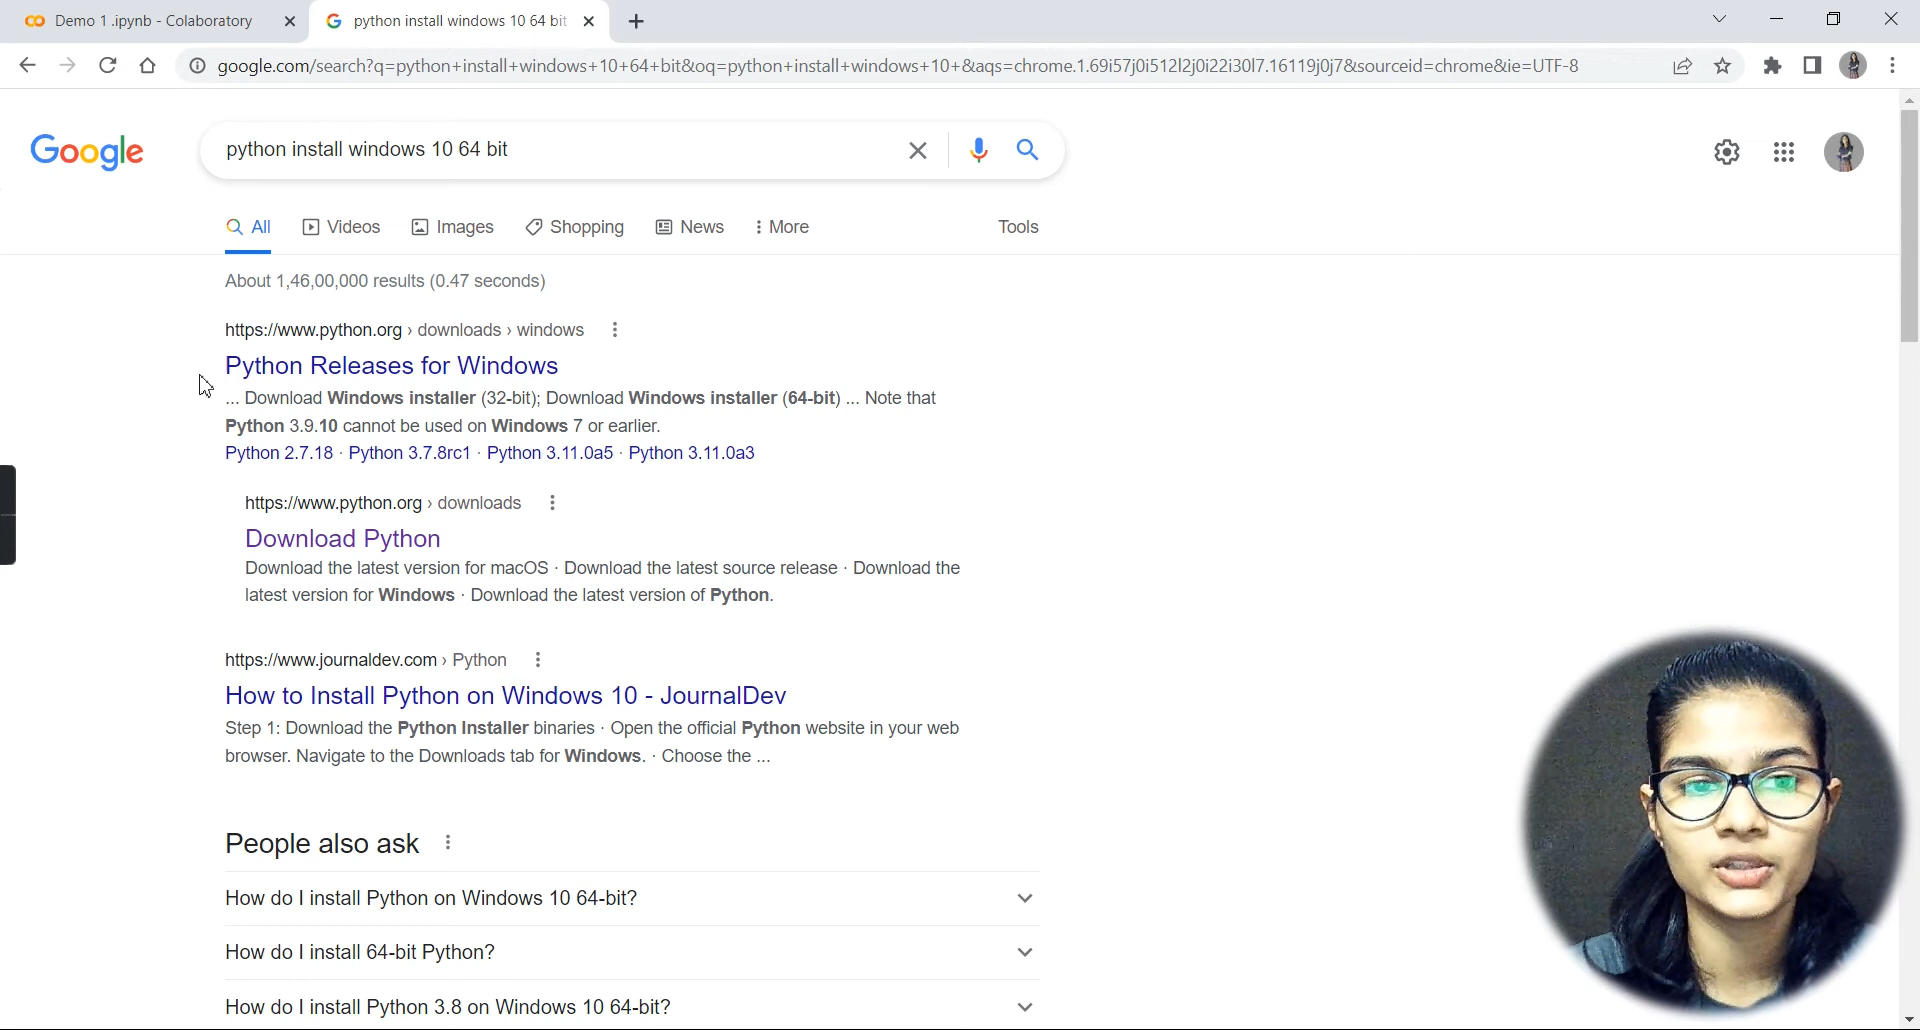 Demo 1 .ipynb - Colaboratory
python install windows 10 64 bit
google.com/search?q=python+install+windows+10+64+bit&oq=python+install+windows+10+&aqs=chrome.1.69i57j0i512l2j0i22i30l7.16119j0j7&sourceid=chrome&ie=UTF-8
Google
python install windows 10 64 bit
All Videos Images Shopping News More Tools
About 1,46,00,000 results (0.47 seconds)
https://www.python.org › downloads › windows
Python Releases for Windows
... Download Windows installer (32-bit); Download Windows installer (64-bit) ... Note that
Python 3.9.10 cannot be used on Windows 7 or earlier.
Python 2.7.18 · Python 3.7.8rc1 · Python 3.11.0a5 · Python 3.11.0a3
https://www.python.org › downloads
Download Python
Download the latest version for macOS · Download the latest source release · Download the
latest version for Windows · Download the latest version of Python.
https://www.journaldev.com › Python
How to Install Python on Windows 10 - JournalDev
Step 1: Download the Python Installer binaries · Open the official Python website in your web
browser. Navigate to the Downloads tab for Windows. · Choose the ...
People also ask
How do I install Python on Windows 10 64-bit?
How do I install 64-bit Python?
How do I install Python 3.8 on Windows 10 64-bit?